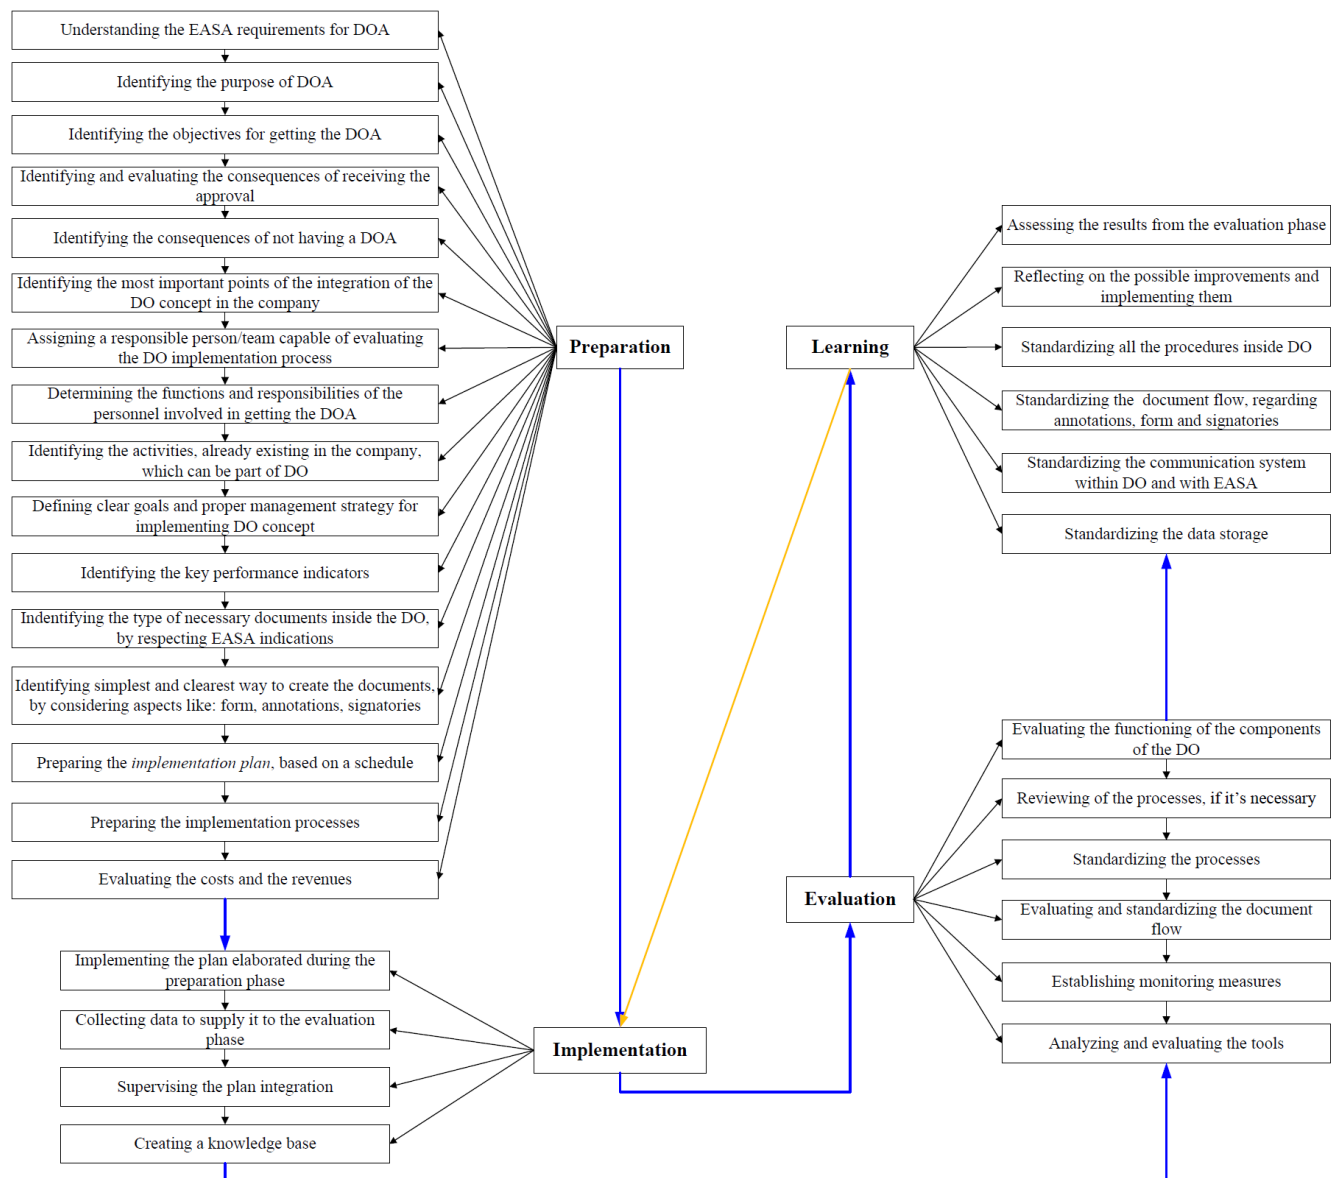 Understanding the EASA requirements for DOA
Identifying the purpose of DOA
Identifying the objectives for getting the DOA
Identifying and evaluating the consequences of receiving the
approval
Identifying the consequences of not having a DOA
Identifying the most important points of the integration of the
DO concept in the company
Assigning a responsible person/team capable of evaluating
the DO implementation process
Determining the functions and responsibilities of the
personnel involved in getting the DOA
Identifying the activities, already existing in the company,
which can be part of DO
Defining clear goals and proper management strategy for
implementing DO concept
Identifying the key performance indicators
Indentifying the type of necessary documents inside the DO,
by respecting EASA indications
Identifying simplest and clearest way to create the documents,
by considering aspects like: form, annotations, signatories
Preparing the implementation plan, based on a schedule
Preparing the implementation processes
Evaluating the costs and the revenues
Preparation
Implementing the plan elaborated during the
preparation phase
Collecting data to supply it to the evaluation
phase
Supervising the plan integration
Creating a knowledge base
Implementation
Learning
Assessing the results from the evaluation phase
Reflecting on the possible improvements and
implementing them
Standardizing all the procedures inside DO
Standardizing the document flow, regarding
annotations, form and signatories
Standardizing the communication system
within DO and with EASA
Standardizing the data storage
Evaluation
Evaluating the functioning of the components
of the DO
Reviewing of the processes, if it's necessary
Standardizing the processes
Evaluating and standardizing the document
flow
Establishing monitoring measures
Analyzing and evaluating the tools